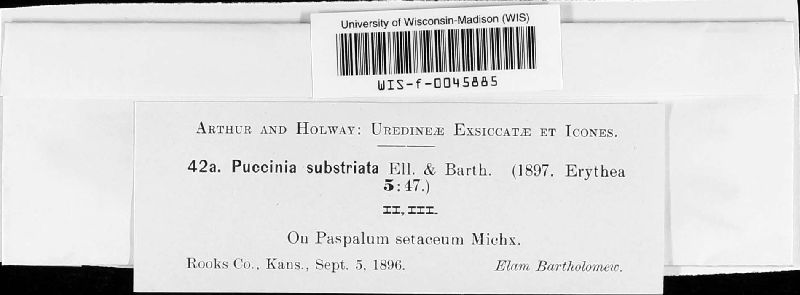 University of Wisconsin-Madison (WIS)
WIS-f-0045885
Arthur and Holway: Uredineæ Exsiccatæ et Icones.
42a. Puccinia substriata Ell. & Barth. (1897. Erythea
5:47.)
II, III.
On Paspalum setaceum Michx.
Rooks Co., Kans., Sept. 5, 1896. Elam Bartholomew.